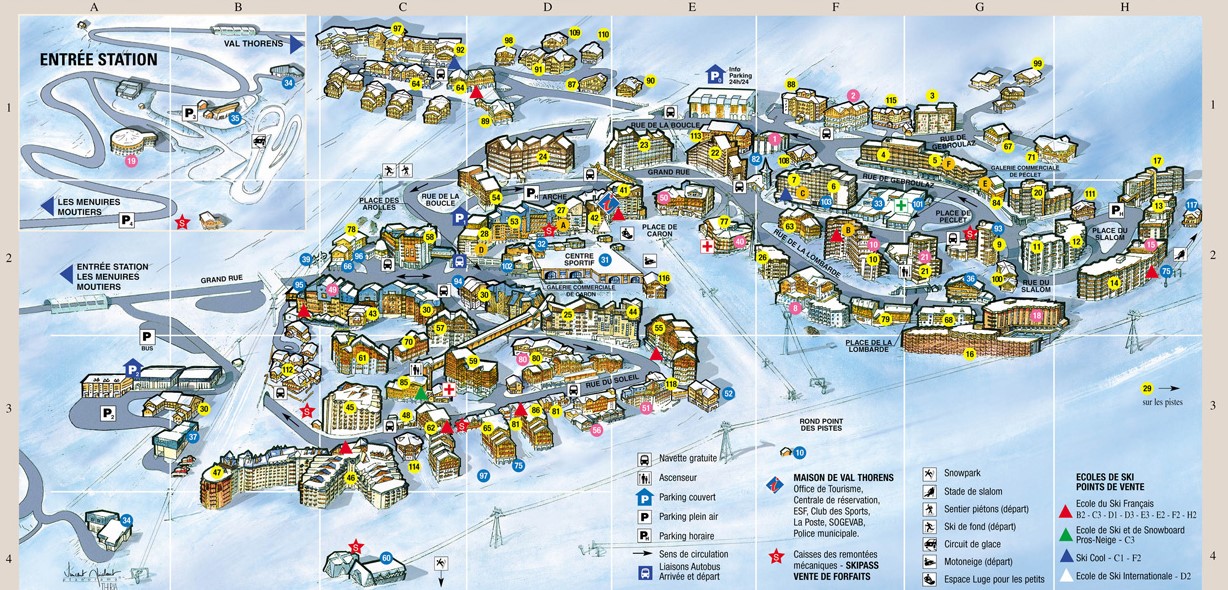 A B C D E F G H
ENTRÉE STATION
VAL THORENS
34
35
P3
19
LES MENUIRES
MOUTIERS
P4
S
97
92
98
109
110
91
87
90
64
64
89
Info
Parking
24h/24
P
88
2
115
3
99
1
1
RUE DE LA BOUCLE
113
23
22
24
82
1
108
4
5
F
RUE DE
GEBROULAZ
67
71
GALERIE COMMERCIALE
DE PECLET
17
GRAND RUE
RUE DE GEBROULAZ
PLACE DES
AROLLES
RUE DE LA
BOUCLE
54
P
ARCHE
41
50
7
C
6
103
33
101
E
84
20
111
13
117
PLACE DE
PECLET
PLACE DU
SLALOM
78
58
28
53
27
A
42
D
32
102
CENTRE
SPORTIF
31
PLACE DE
CARON
77
40
63
B
10
10
21
21
93
9
11
12
15
75
14
2
2
39
66
96
ENTRÉE STATION
LES MENUIRES
MOUTIERS
GRAND RUE
95
49
43
94
30
30
GALERIE COMMERCIALE
DE CARON
25
44
116
26
RUE DE LA LOMBARDE
36
100
RUE DU
SLALOM
8
79
68
18
16
PLACE DE LA
LOMBARDE
P
BUS
57
70
61
59
80
80
55
112
85
45
48
62
RUE DU SOLEIL
118
52
51
86
81
81
65
56
P2
30
37
3
3
29
sur les pistes
ROND POINT
DES PISTES
10
47
46
114
97
75
34
60
4
4
Navette gratuite
Ascenseur
Parking couvert
Parking plein air
Parking horaire
Sens de circulation
Liaisons Autobus
Arrivée et départ
MAISON DE VAL THORENS
Office de Tourisme,
Centrale de réservation,
ESF, Club des Sports,
La Poste, SOGEVAB,
Police municipale.
Caisses des remontées
mécaniques - SKIPASS
VENTE DE FORFAITS
Snowpark
Stade de slalom
Sentier piétons (départ)
Ski de fond (départ)
Circuit de glace
Motoneige (départ)
Espace Luge pour les petits
ECOLES DE SKI
POINTS DE VENTE
Ecole du Ski Français
B2 - C3 - D1 - D3 - E3 - E2 - F2 - H2
Ecole de Ski et de Snowboard
Pros-Neige - C3
Ski Cool - C1 - F2
Ecole de Ski Internationale - D2